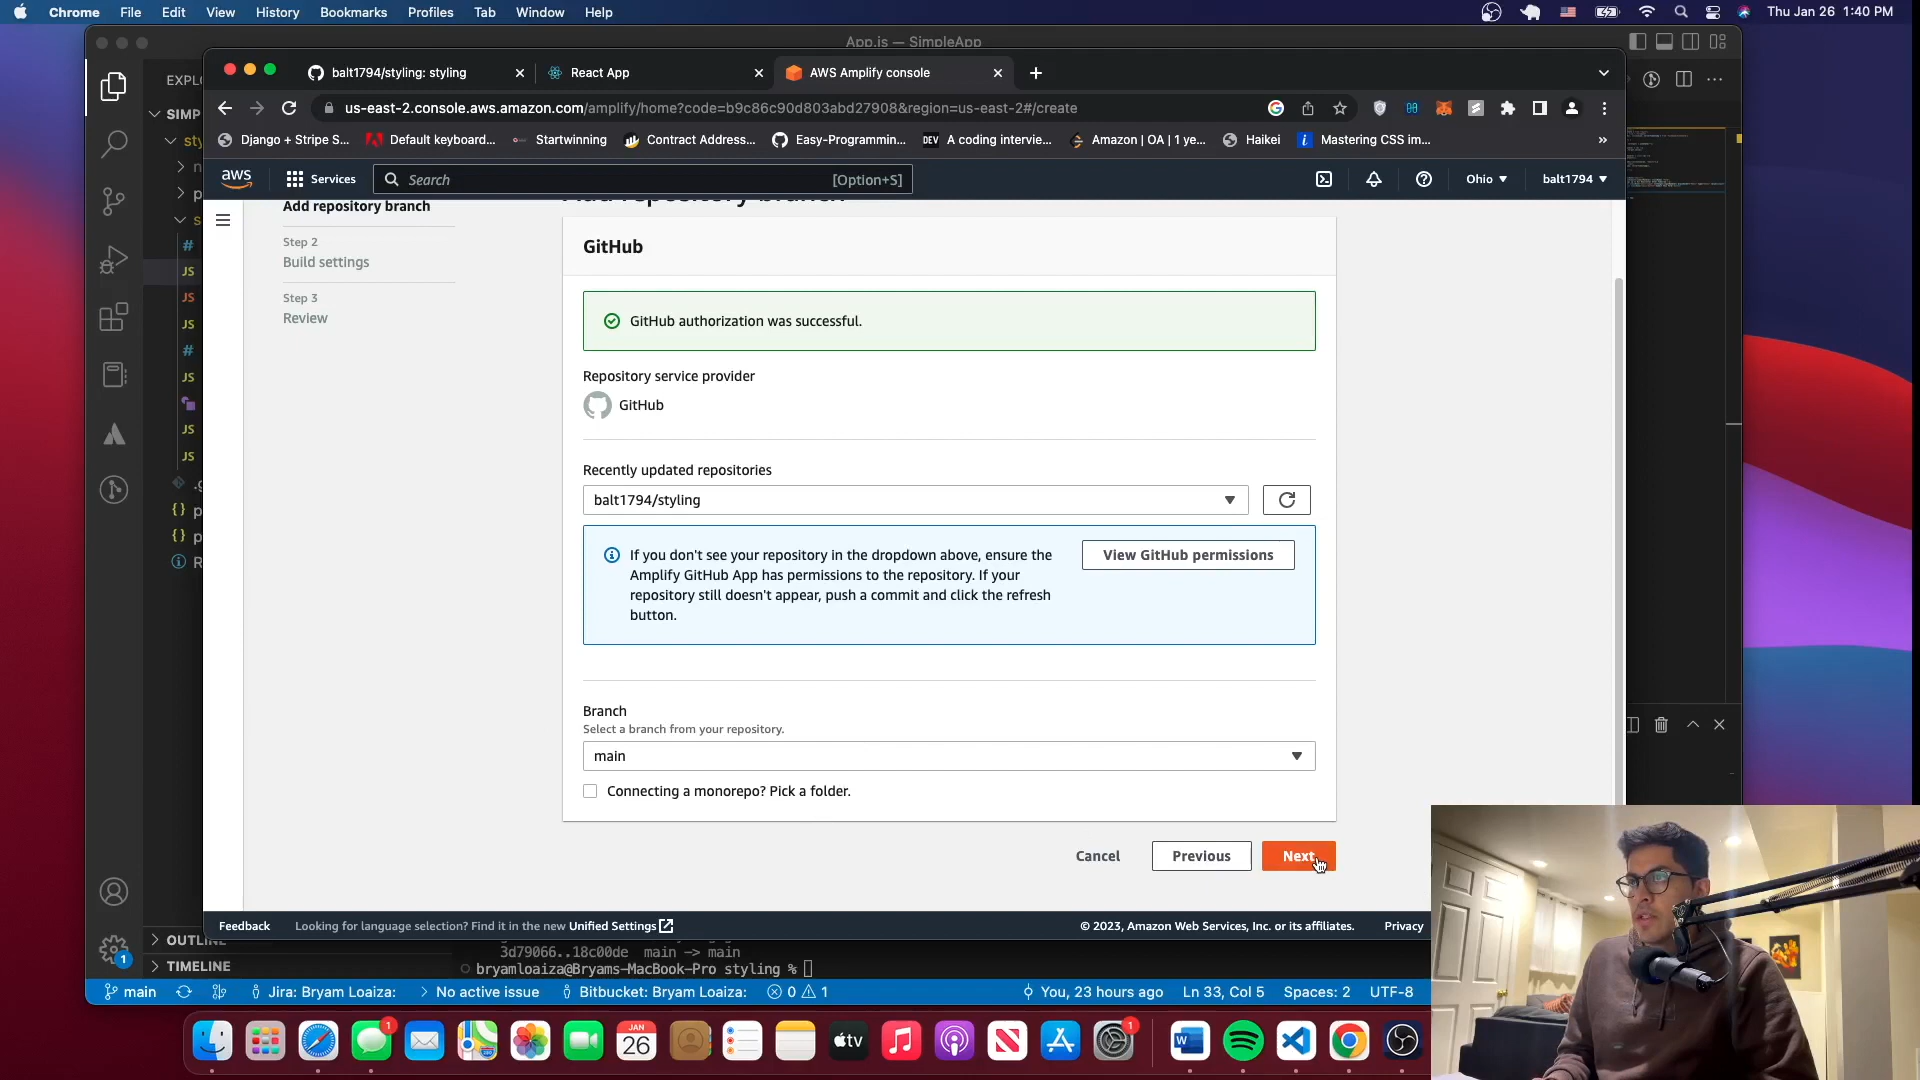 Chrome File Edit View History Bookmarks Profiles Tab Window Help
Thu Jan 26 1:40 PM
App.js — SimpleApp
balt1794/styling: styling
React App
AWS Amplify console
us-east-2.console.aws.amazon.com/amplify/home?code=b9c86c90d803abd27908&region=us-east-2#/create
Django + Stripe S... Default keyboard... Startwinning Contract Address... Easy-Programmin... DEV A coding intervie... Amazon | OA | 1 ye... Haikei Mastering CSS im... »
aws Services Search [Option+S] Ohio balt1794
Add repository branch
Step 2
Build settings
Step 3
Review
Add repository branch
GitHub
GitHub authorization was successful.
Repository service provider
GitHub
Recently updated repositories
balt1794/styling
If you don't see your repository in the dropdown above, ensure the
Amplify GitHub App has permissions to the repository. If your
repository still doesn't appear, push a commit and click the refresh
button.
View GitHub permissions
Branch
Select a branch from your repository.
main
Connecting a monorepo? Pick a folder.
Cancel Previous Next
Feedback Looking for language selection? Find it in the new Unified Settings © 2023, Amazon Web Services, Inc. or its affiliates. Privacy
OUTLINE
TIMELINE
3d79066..18c00de main -> main
bryamloaiza@Bryams-MacBook-Pro styling %
main Jira: Bryam Loaiza: No active issue Bitbucket: Bryam Loaiza: 0 1 You, 23 hours ago Ln 33, Col 5 Spaces: 2 UTF-8
1
JAN
26
tv
1